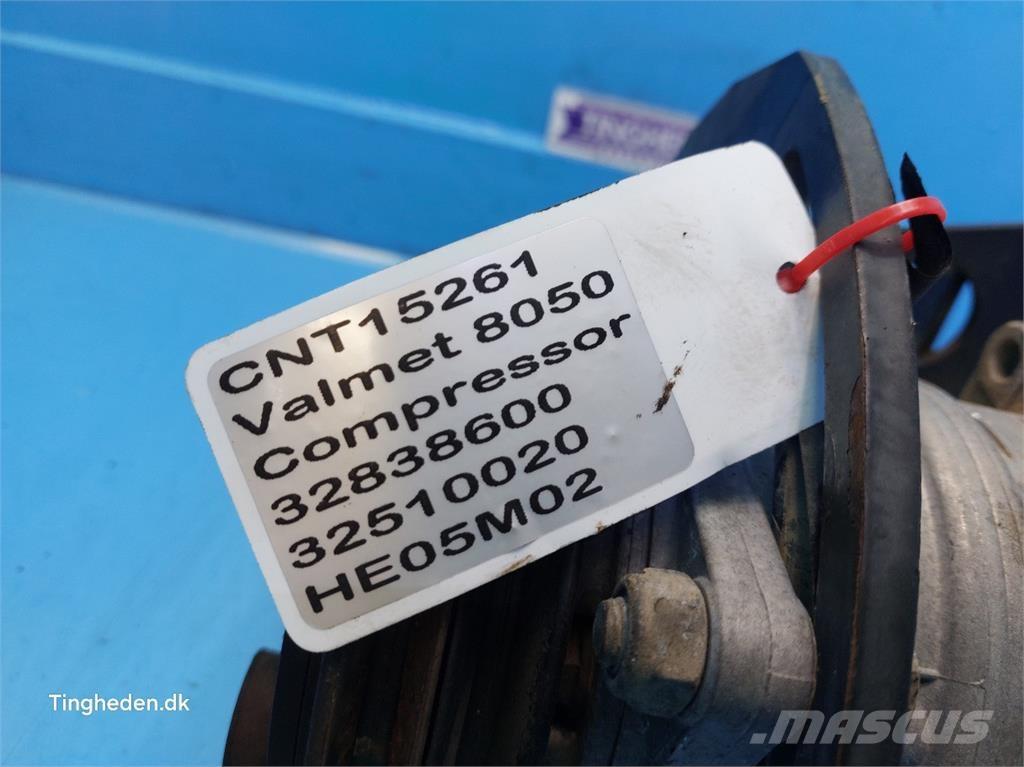 CNT15261
Valmet 8050
Compressor
32838600
32510020
HE05M02
Tingheden.dk
MASCUS